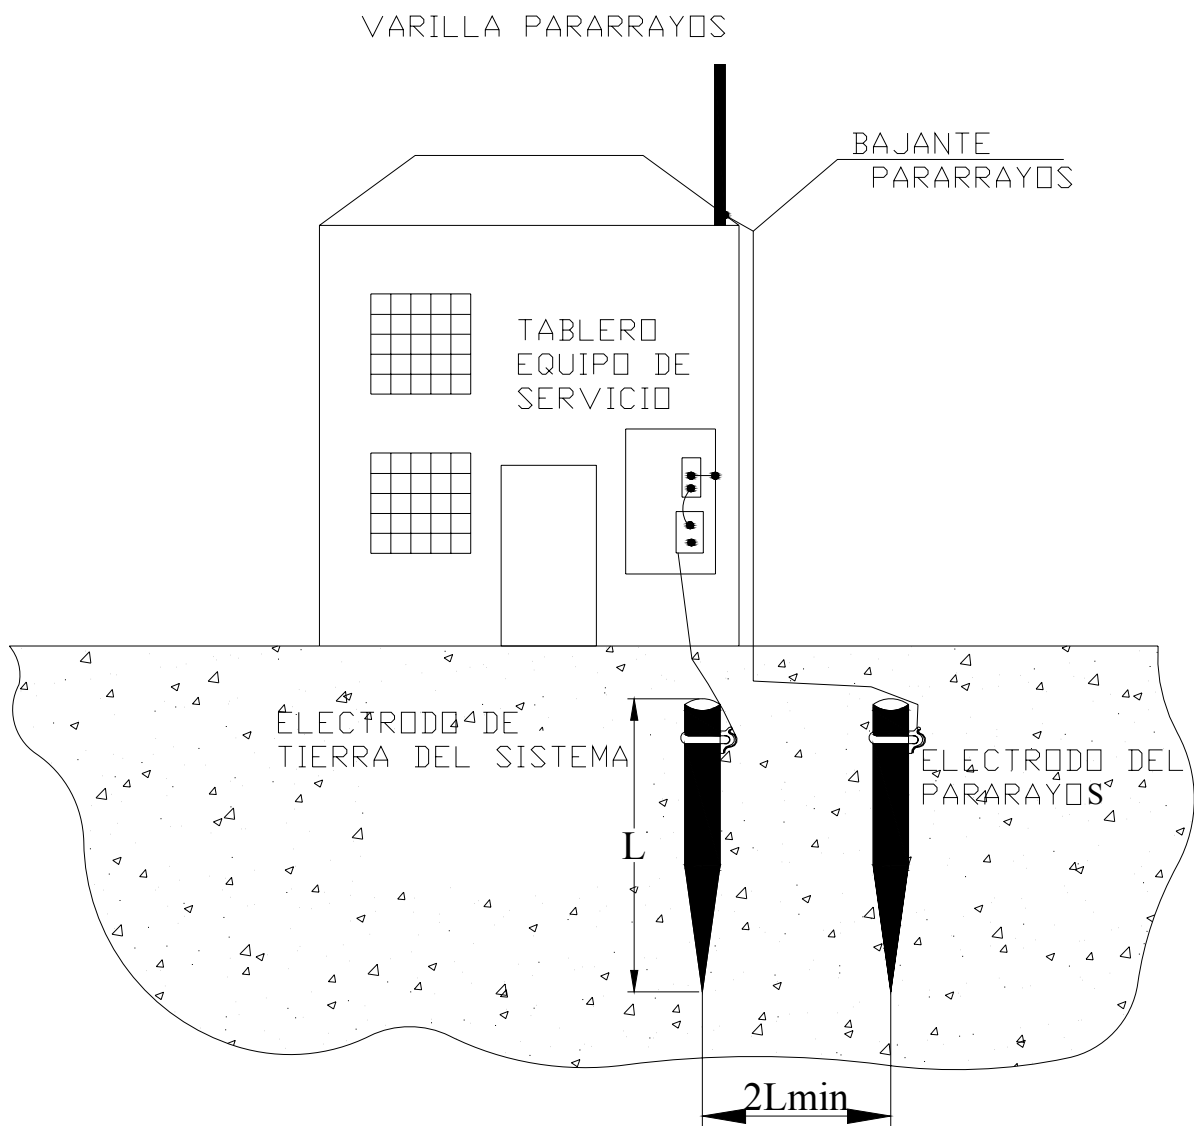 VARILLA PARARRAYOS
BAJANTE
PARARRAYOS
TABLERO
EQUIPO DE
SERVICIO
ELECTRODO DE
TIERRA DEL SISTEMA
ELECTRODO DEL
PARARAYOS
L
2Lmin